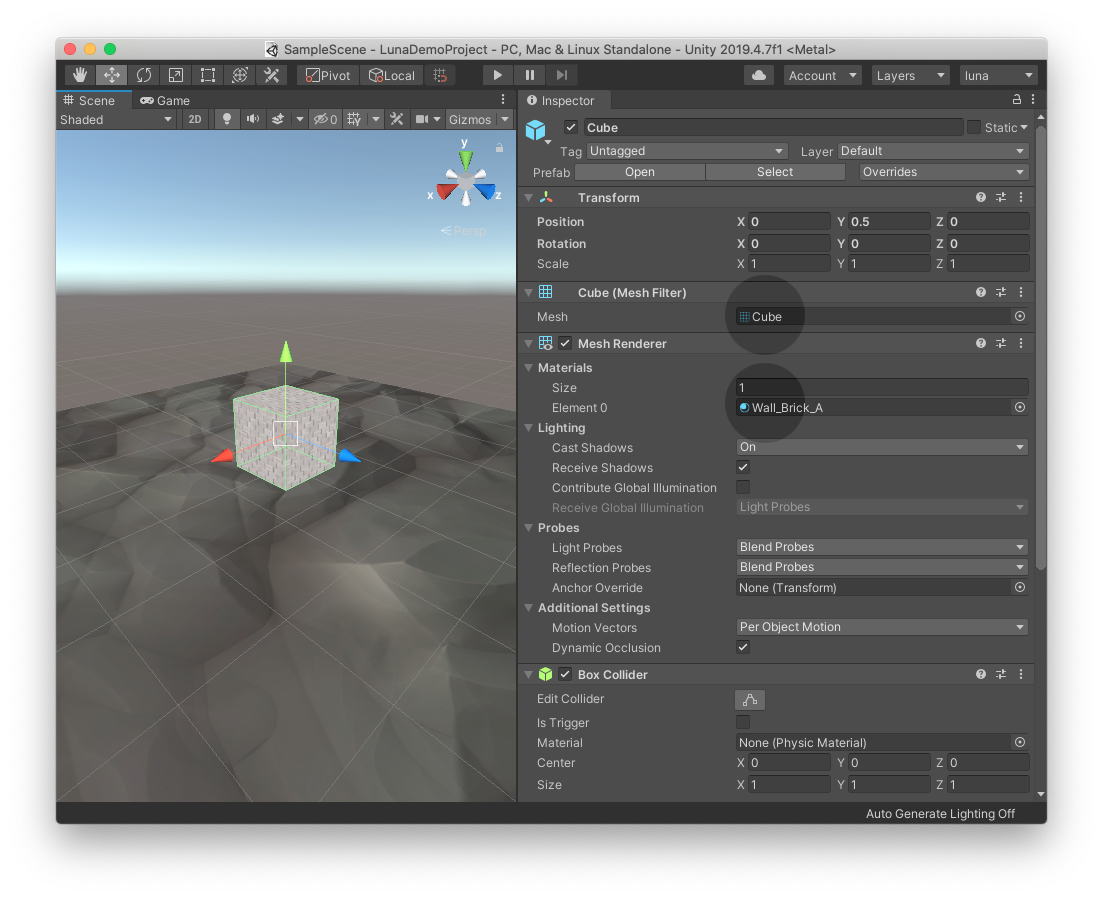 SampleScene - LunaDemoProject - PC, Mac & Linux Standalone - Unity 2019.4.7f1 <Metal>
Pivot Local Account Layers luna
Scene Game
Shaded 2D 0 Gizmos
y
x z
Persp
Inspector
Cube Static
Tag Untagged Layer Default
Prefab Open Select Overrides
Transform
Position X 0 Y 0.5 Z 0
Rotation X 0 Y 0 Z 0
Scale X 1 Y 1 Z 1
Cube (Mesh Filter)
Mesh Cube
Mesh Renderer
Materials
Size 1
Element 0 Wall_Brick_A
Lighting
Cast Shadows On
Receive Shadows
Contribute Global Illumination
Receive Global Illumination Light Probes
Probes
Light Probes Blend Probes
Reflection Probes Blend Probes
Anchor Override None (Transform)
Additional Settings
Motion Vectors Per Object Motion
Dynamic Occlusion
Box Collider
Edit Collider
Is Trigger
Material None (Physic Material)
Center X 0 Y 0 Z 0
Size X 1 Y 1 Z 1
Auto Generate Lighting Off